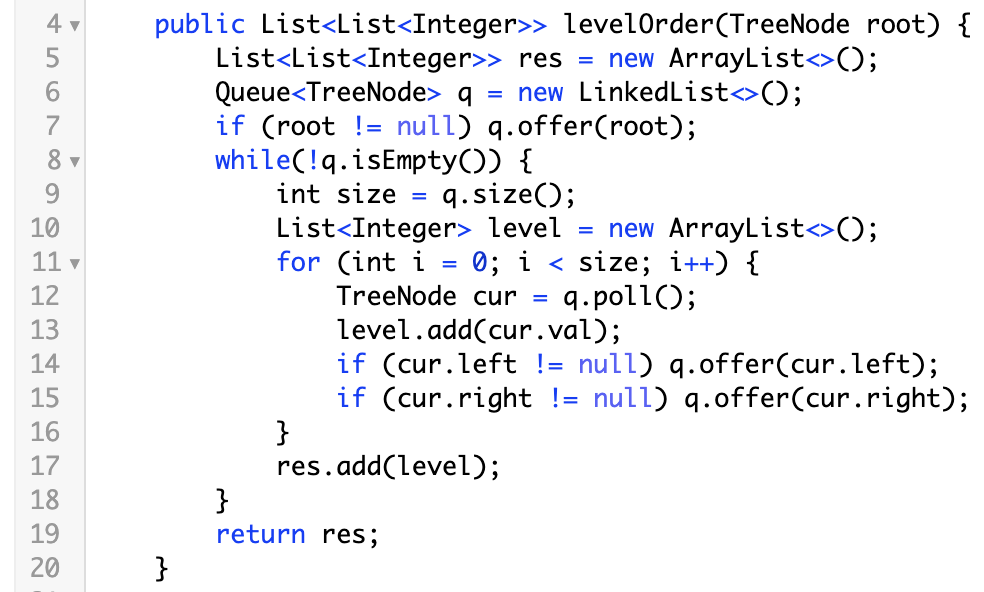 4 ▾ public List<List<Integer>> levelOrder(TreeNode root) {
5 List<List<Integer>> res = new ArrayList<>();
6 Queue<TreeNode> q = new LinkedList<>();
7 if (root != null) q.offer(root);
8 ▾ while(!q.isEmpty()) {
9 int size = q.size();
10 List<Integer> level = new ArrayList<>();
11 ▾ for (int i = 0; i < size; i++) {
12 TreeNode cur = q.poll();
13 level.add(cur.val);
14 if (cur.left != null) q.offer(cur.left);
15 if (cur.right != null) q.offer(cur.right);
16 }
17 res.add(level);
18 }
19 return res;
20 }